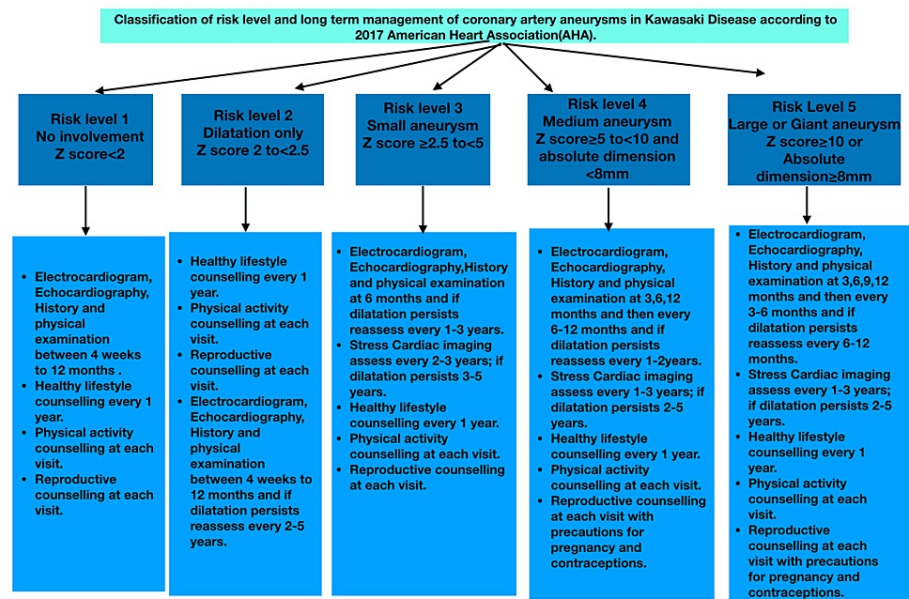 Classification of risk level and long term management of coronary artery aneurysms in Kawasaki Disease according to
2017 American Heart Association(AHA).
Risk level 1
No involvement
Z score<2
Risk level 2
Dilatation only
Z score 2 to<2.5
Risk level 3
Small aneurysm
Z score ≥2.5 to<5
Risk level 4
Medium aneurysm
Z score≥5 to<10 and
absolute dimension
<8mm
Risk Level 5
Large or Giant aneurysm
Z score≥10 or
Absolute
dimension≥8mm
• Electrocardiogram,
Echocardiography,
History and
physical
examination
between 4 weeks
to 12 months .
• Healthy lifestyle
counselling every 1
year.
• Physical activity
counselling at each
visit.
• Reproductive
counselling at each
visit.
• Healthy lifestyle
counselling every 1
year.
• Physical activity
counselling at each
visit.
• Reproductive
counselling at each
visit.
• Electrocardiogram,
Echocardiography,
History and
physical
examination
between 4 weeks to
12 months and if
dilatation persists
reassess every 2-5
years.
• Electrocardiogram,
Echocardiography,History
and physical examination
at 6 months and if
dilatation persists
reassess every 1-3 years.
• Stress Cardiac imaging
assess every 2-3 years; if
dilatation persists 3-5
years.
• Healthy lifestyle
counselling every 1 year.
• Physical activity
counselling at each visit.
• Reproductive counselling
at each visit.
• Electrocardiogram,
Echocardiography,
History and physical
examination at 3,6,12
months and then every
6-12 months and if
dilatation persists
reassess every 1-2years.
• Stress Cardiac imaging
assess every 1-3 years; if
dilatation persists 2-5
years.
• Healthy lifestyle
counselling every 1 year.
• Physical activity
counselling at each visit.
• Reproductive counselling
at each visit with
precautions for
pregnancy and
contraceptions.
• Electrocardiogram,
Echocardiography,
History and physical
examination at 3,6,9,12
months and then every
3-6 months and if
dilatation persists
reassess every 6-12
months.
• Stress Cardiac imaging
assess every 1-3 years;
if dilatation persists 2-5
years.
• Healthy lifestyle
counselling every 1
year.
• Physical activity
counselling at each
visit.
• Reproductive
counselling at each
visit with precautions
for pregnancy and
contraceptions.